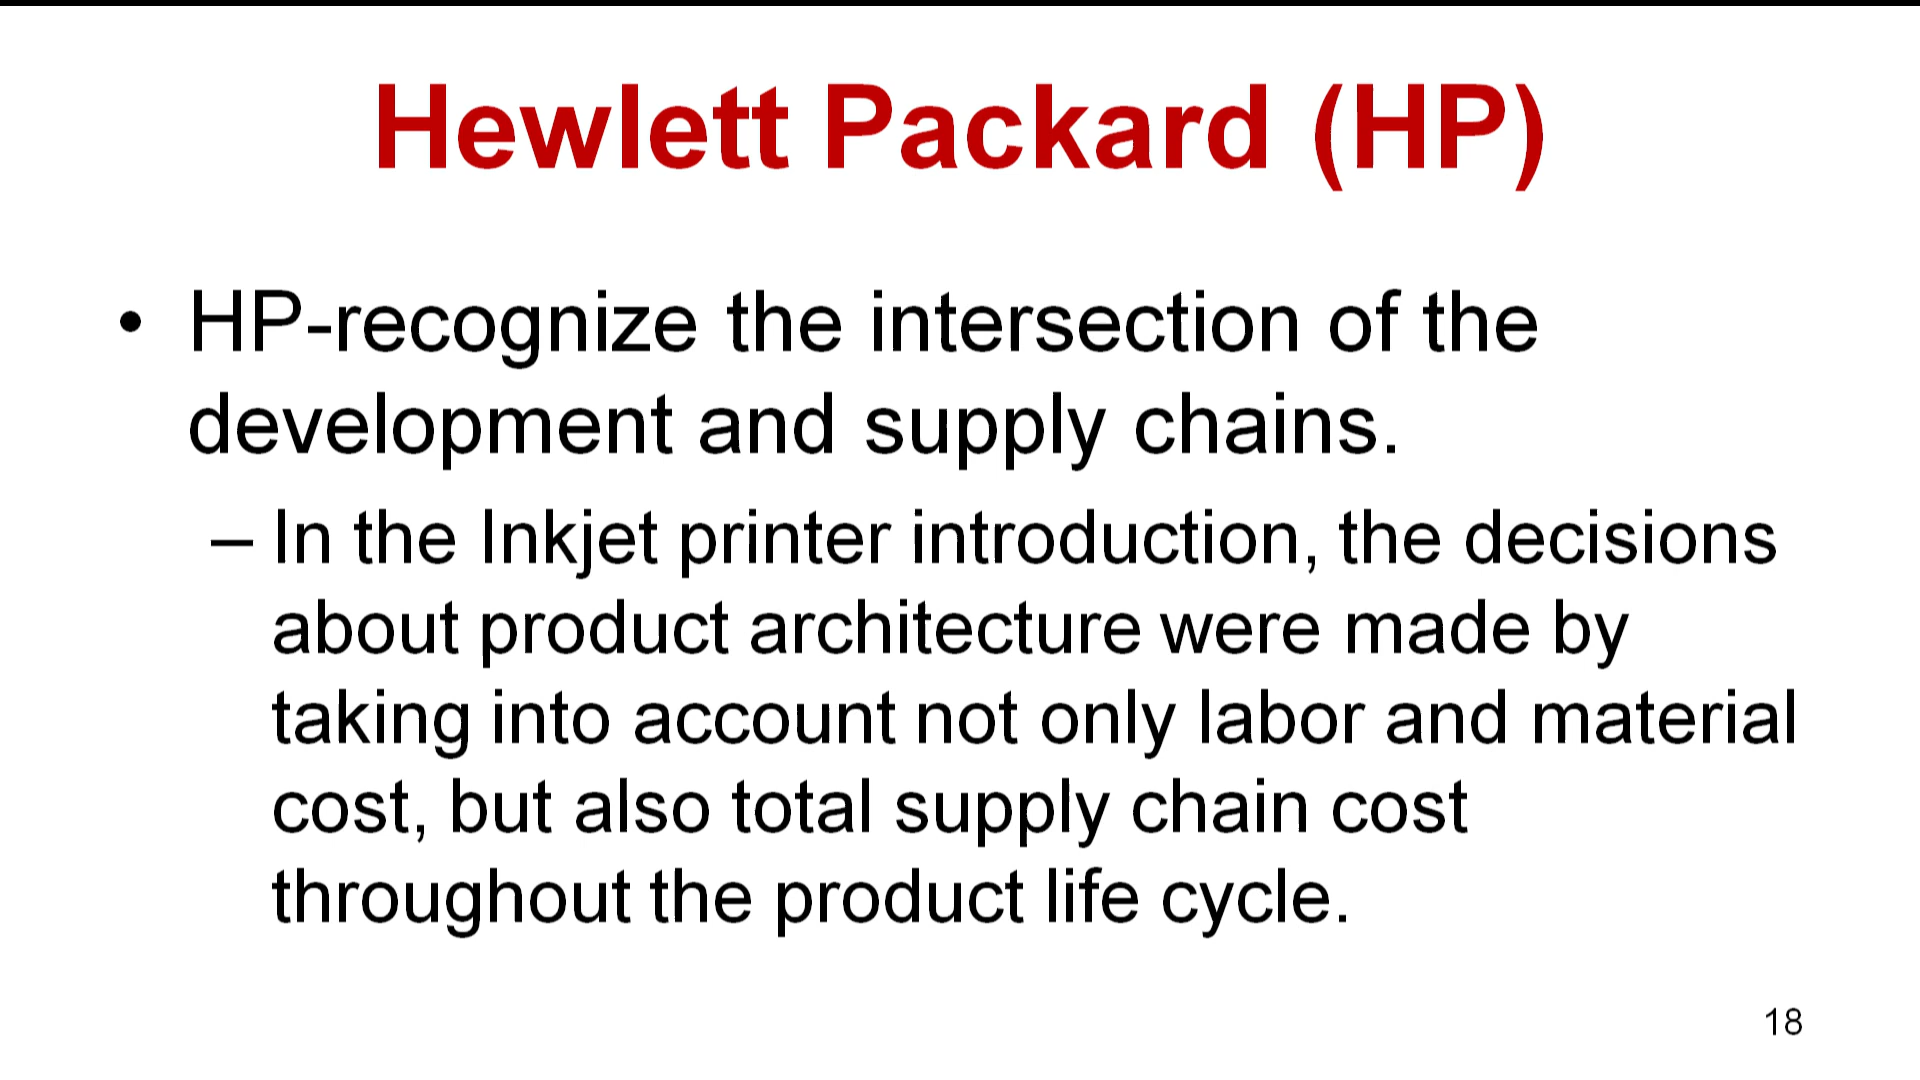 Hewlett Packard (HP)
• HP-recognize the intersection of the
development and supply chains.
– In the Inkjet printer introduction, the decisions
about product architecture were made by
taking into account not only labor and material
cost, but also total supply chain cost
throughout the product life cycle.
18